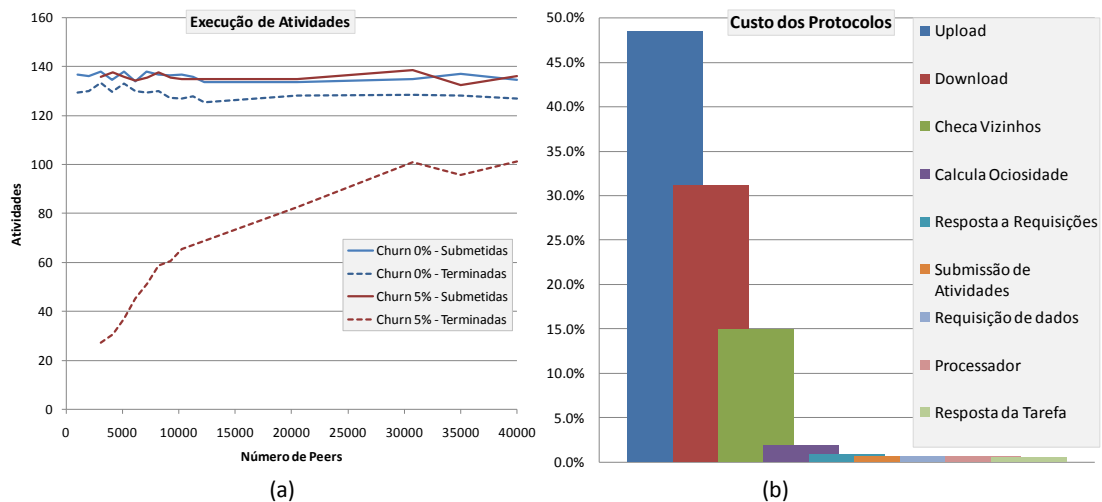 Execução de Atividades
160
140
120
100
80
60
40
20
0
Atividades
Churn 0% - Submetidas
Churn 0% - Terminadas
Churn 5% - Submetidas
Churn 5% - Terminadas
0 5000 10000 15000 20000 25000 30000 35000 40000
Número de Peers
(a)
Custo dos Protocolos
50.0%
45.0%
40.0%
35.0%
30.0%
25.0%
20.0%
15.0%
10.0%
5.0%
0.0%
Upload
Download
Checa Vizinhos
Calcula Ociosidade
Resposta a Requisições
Submissão de
Atividades
Requisição de dados
Processador
Resposta da Tarefa
(b)